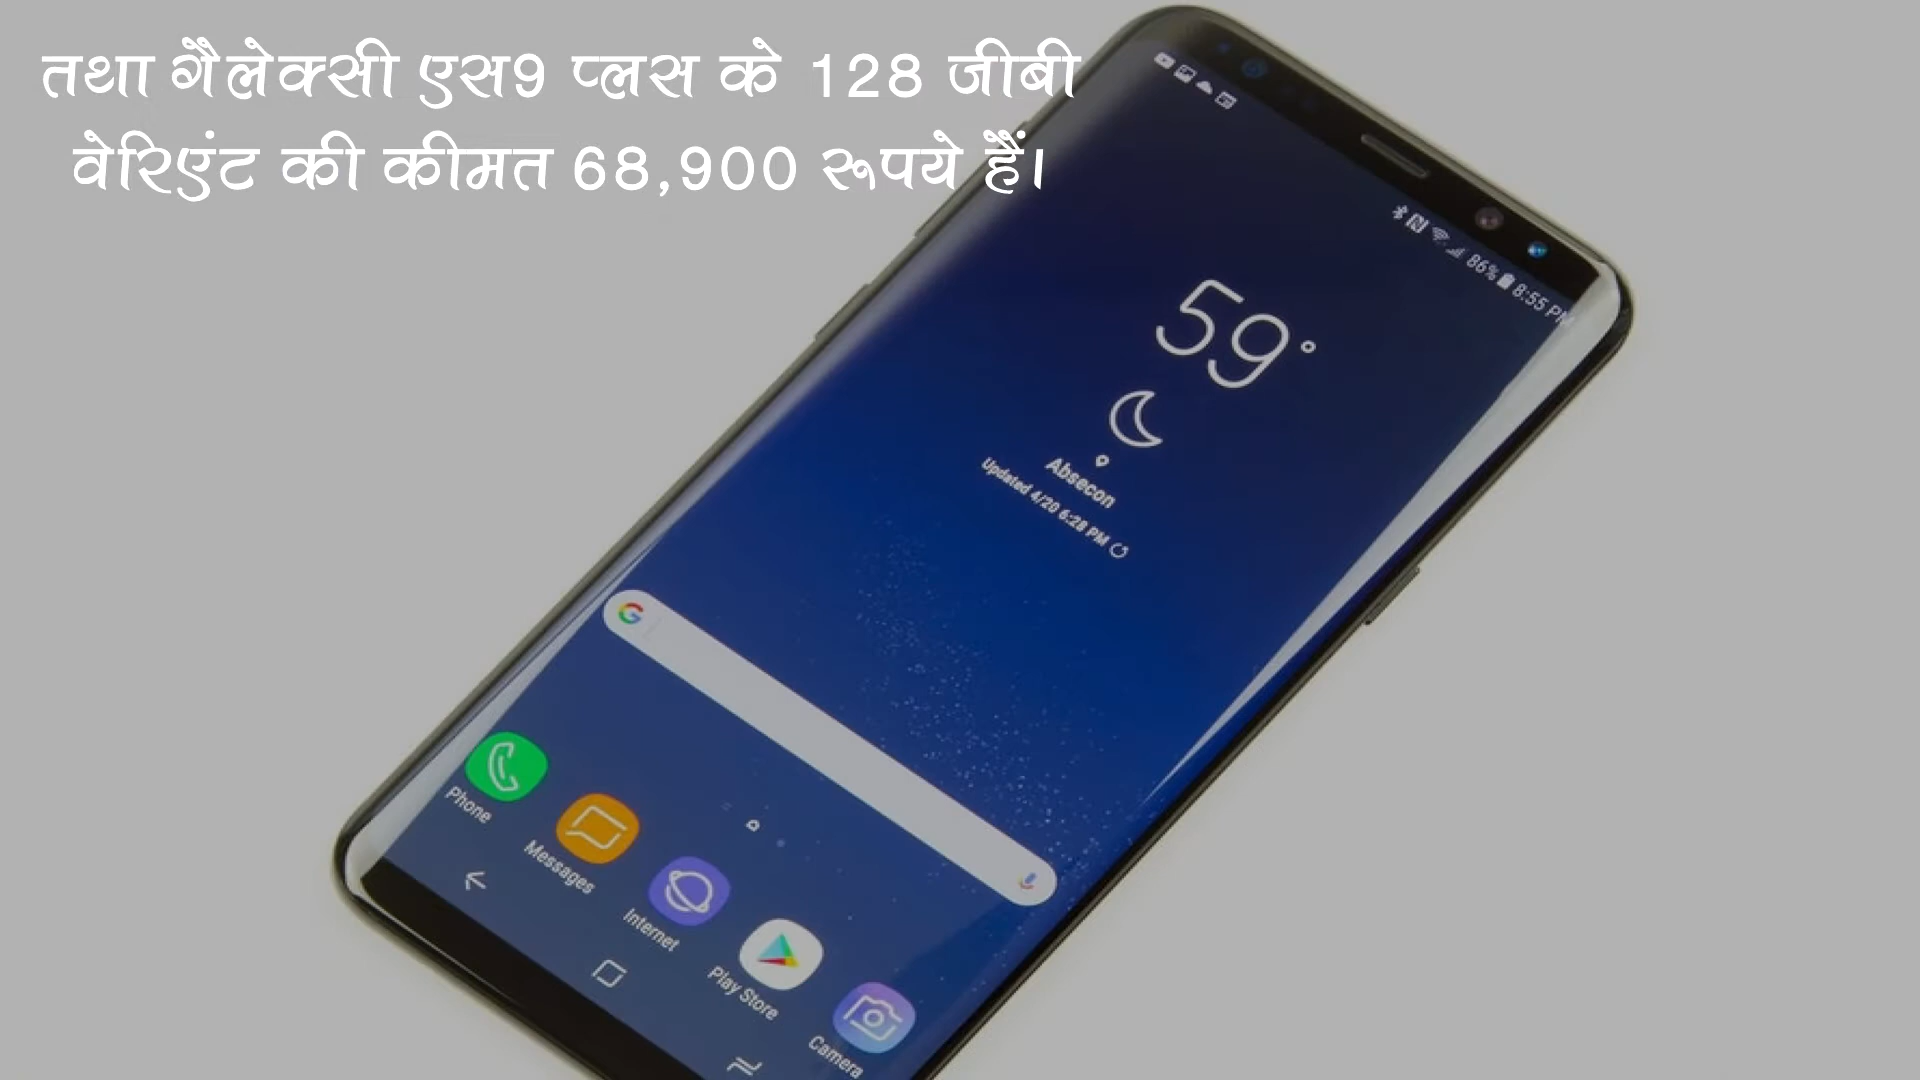 तथा गैलेक्सी एस9 प्लस के 128 जीबी
वेरिएंट की कीमत 68,900 रूपये हैं।
86% 8:55 PM
59°
Absecon
Updated 4/20 6:28 PM
G
Phone
Messages
Internet
Play Store
Camera